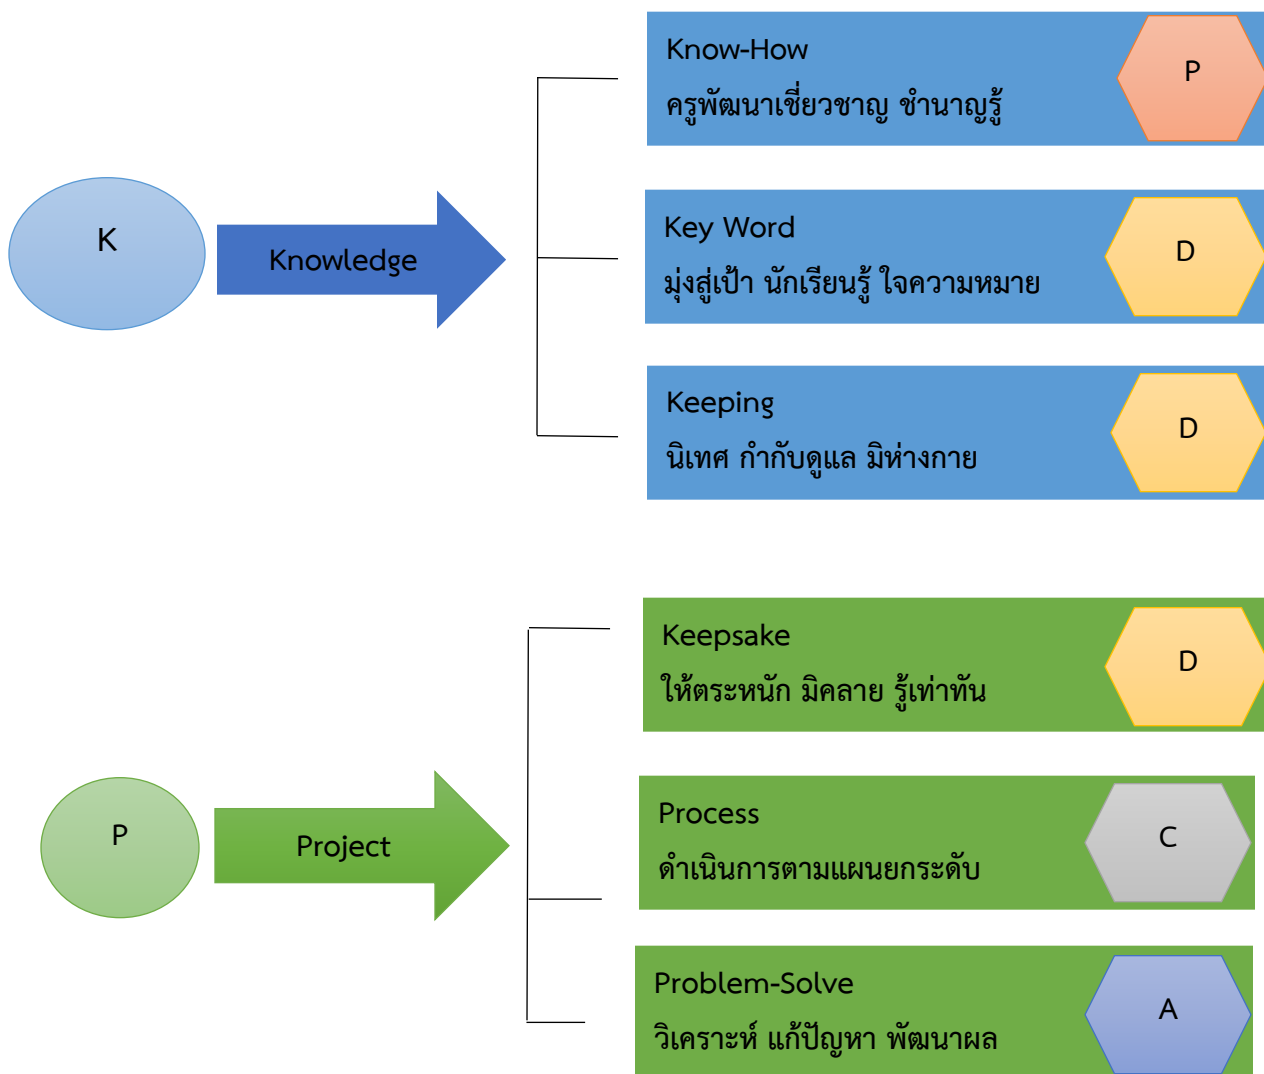 K
Knowledge
Know-How
ครูพัฒนาเชี่ยวชาญ ชำนาญรู้
P
Key Word
มุ่งสู่เป้า นักเรียนรู้ ใจความหมาย
D
Keeping
นิเทศ กำกับดูแล มิห่างกาย
D
P
Project
Keepsake
ให้ตระหนัก มิคลาย รู้เท่าทัน
D
Process
ดำเนินการตามแผนยกระดับ
C
Problem-Solve
วิเคราะห์ แก้ปัญหา พัฒนาผล
A